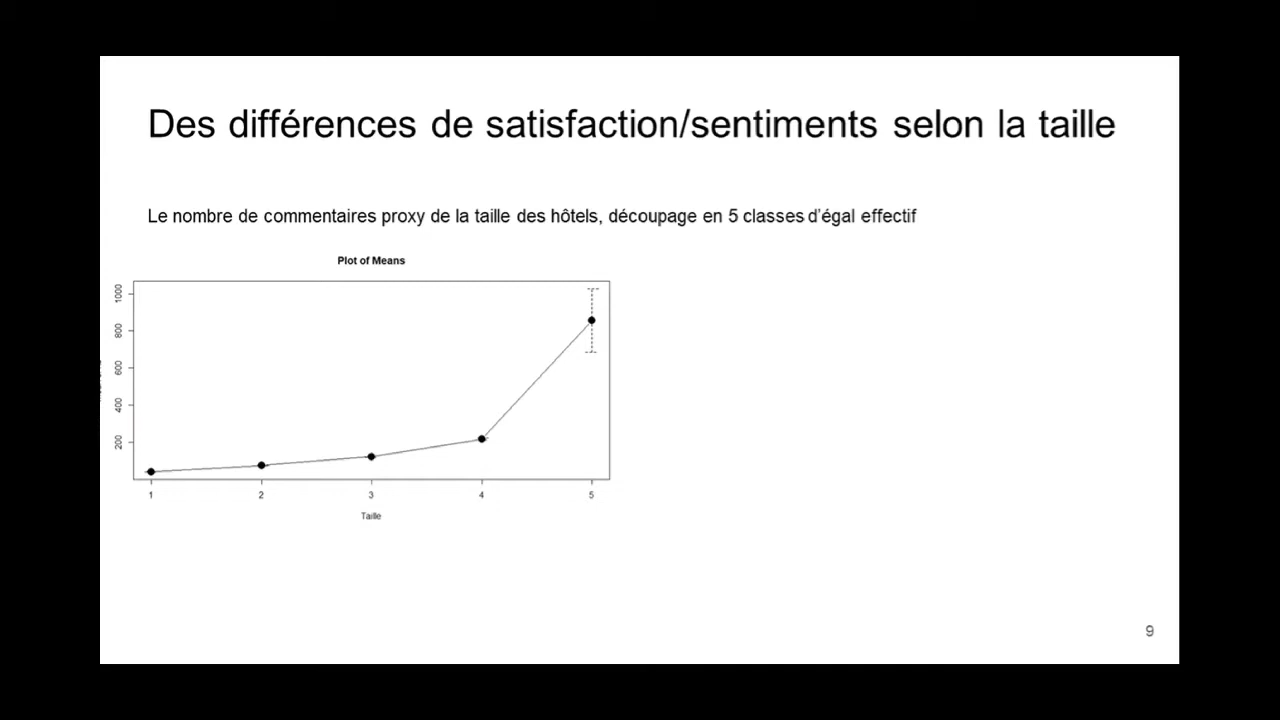 Des différences de satisfaction/sentiments selon la taille
Le nombre de commentaires proxy de la taille des hôtels, découpage en 5 classes d'égal effectif
Plot of Means
1000
800
600
400
200
1 2 3 4 5
Taille
9